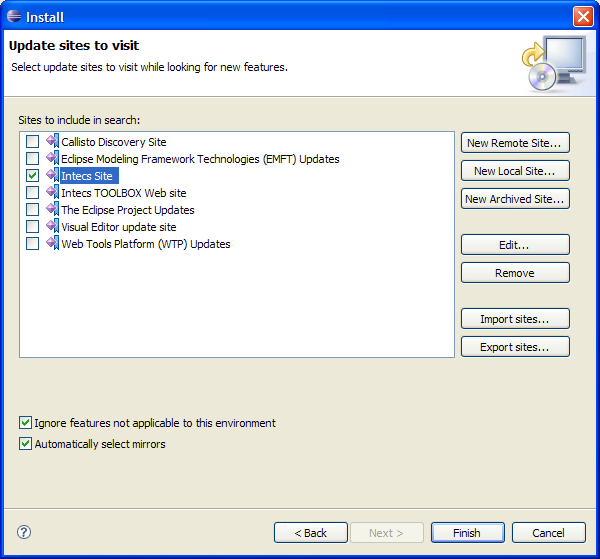 Install
Update sites to visit
Select update sites to visit while looking for new features.
Sites to include in search:
Callisto Discovery Site
Eclipse Modeling Framework Technologies (EMFT) Updates
Intecs Site
Intecs TOOLBOX Web site
The Eclipse Project Updates
Visual Editor update site
Web Tools Platform (WTP) Updates
New Remote Site...
New Local Site...
New Archived Site...
Edit...
Remove
Import sites...
Export sites...
Ignore features not applicable to this environment
Automatically select mirrors
?
< Back
Next >
Finish
Cancel